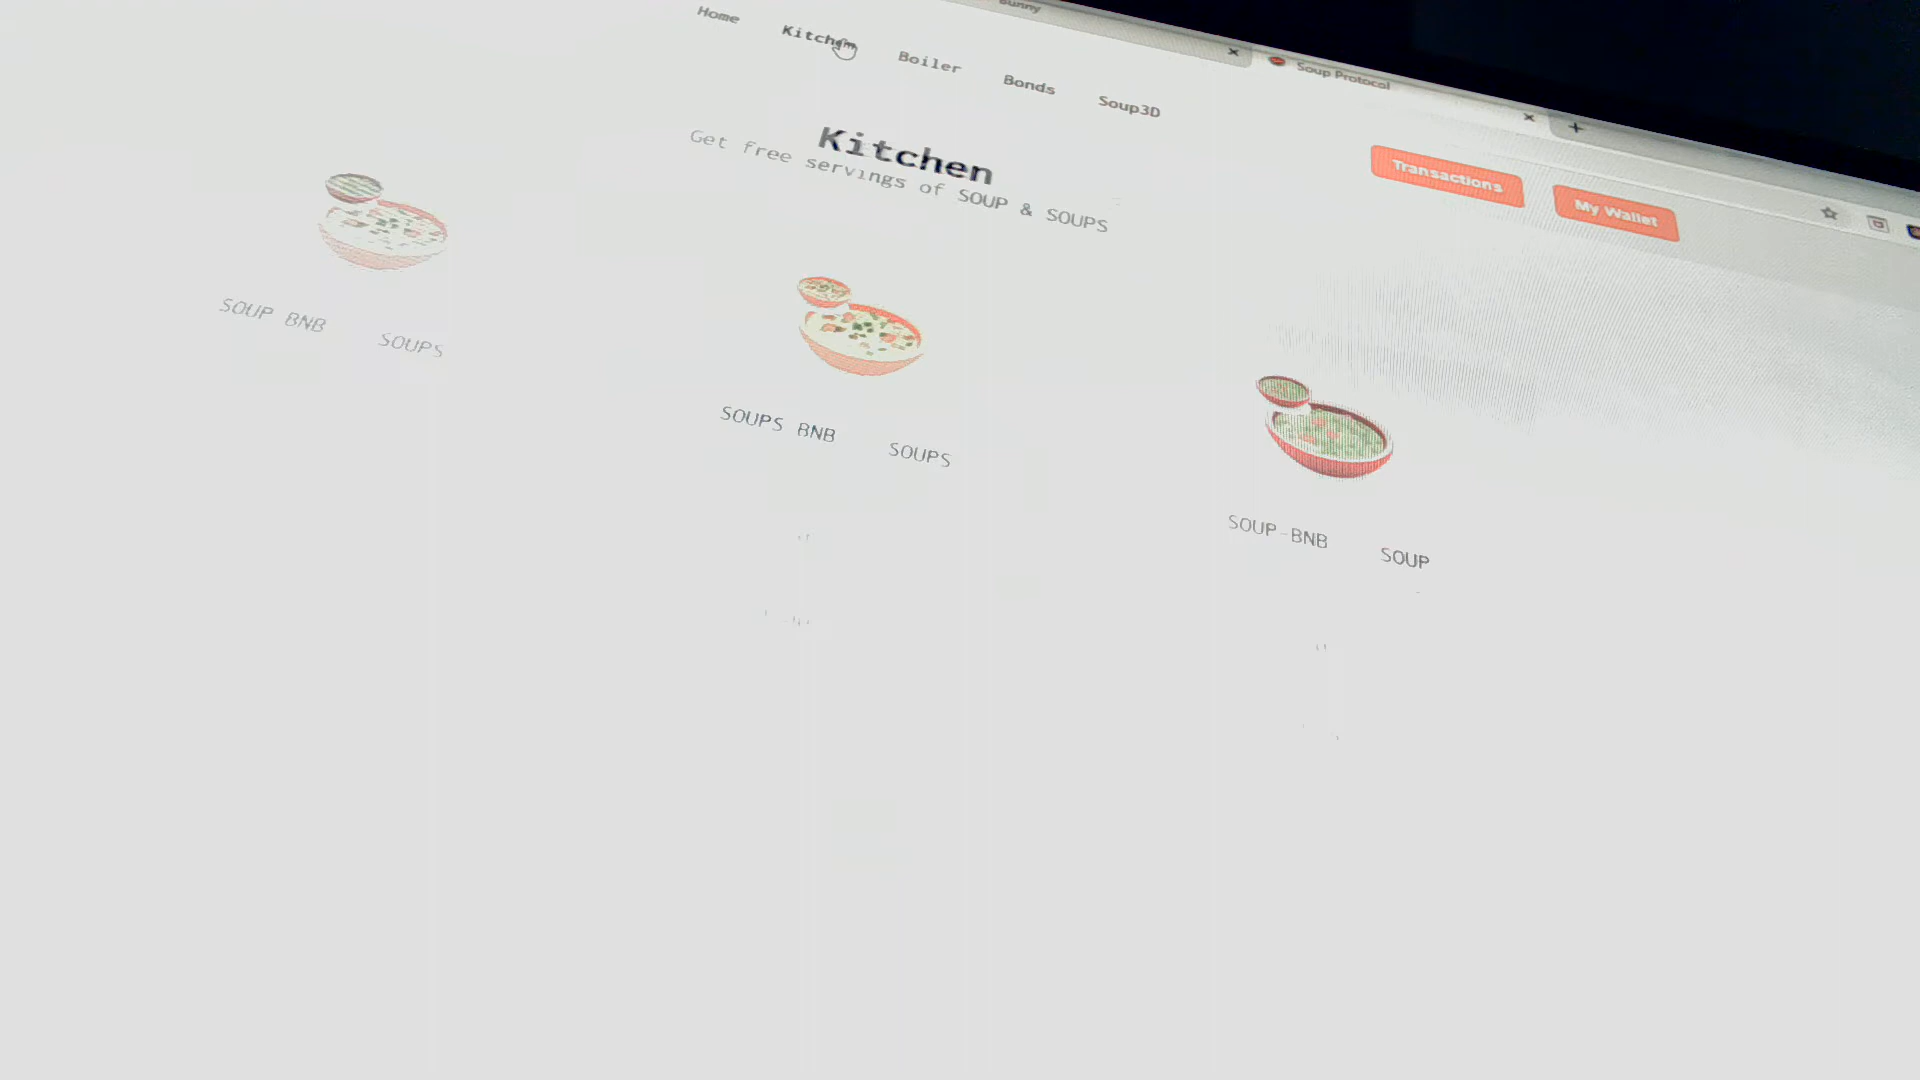 Soup Protocol
Home Kitchen Boiler Bonds Soup3D
Transactions My Wallet
Kitchen
Get free servings of SOUP & SOUPS
SOUP BNB SOUPS
SOUPS BNB SOUPS
SOUP-BNB SOUP